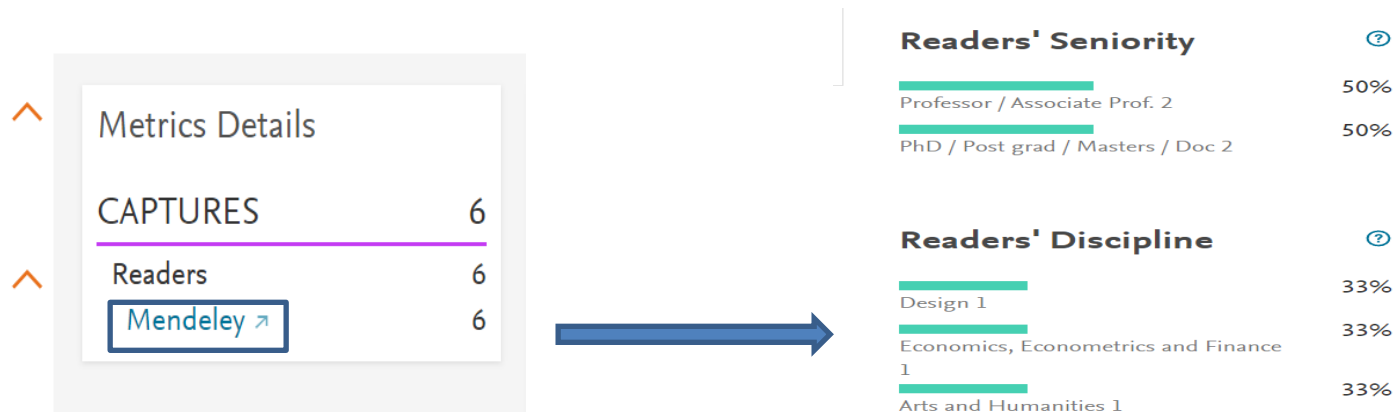 Metrics Details
CAPTURES 6
Readers 6
Mendeley ↗ 6
Readers' Seniority ?
50%
Professor / Associate Prof. 2
50%
PhD / Post grad / Masters / Doc 2
Readers' Discipline ?
33%
Design 1
33%
Economics, Econometrics and Finance
1
33%
Arts and Humanities 1